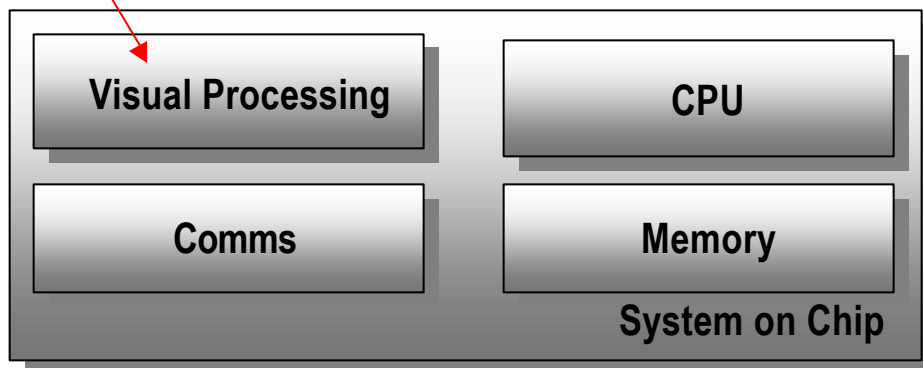 Visual Processing
CPU
Comms
Memory
System on Chip